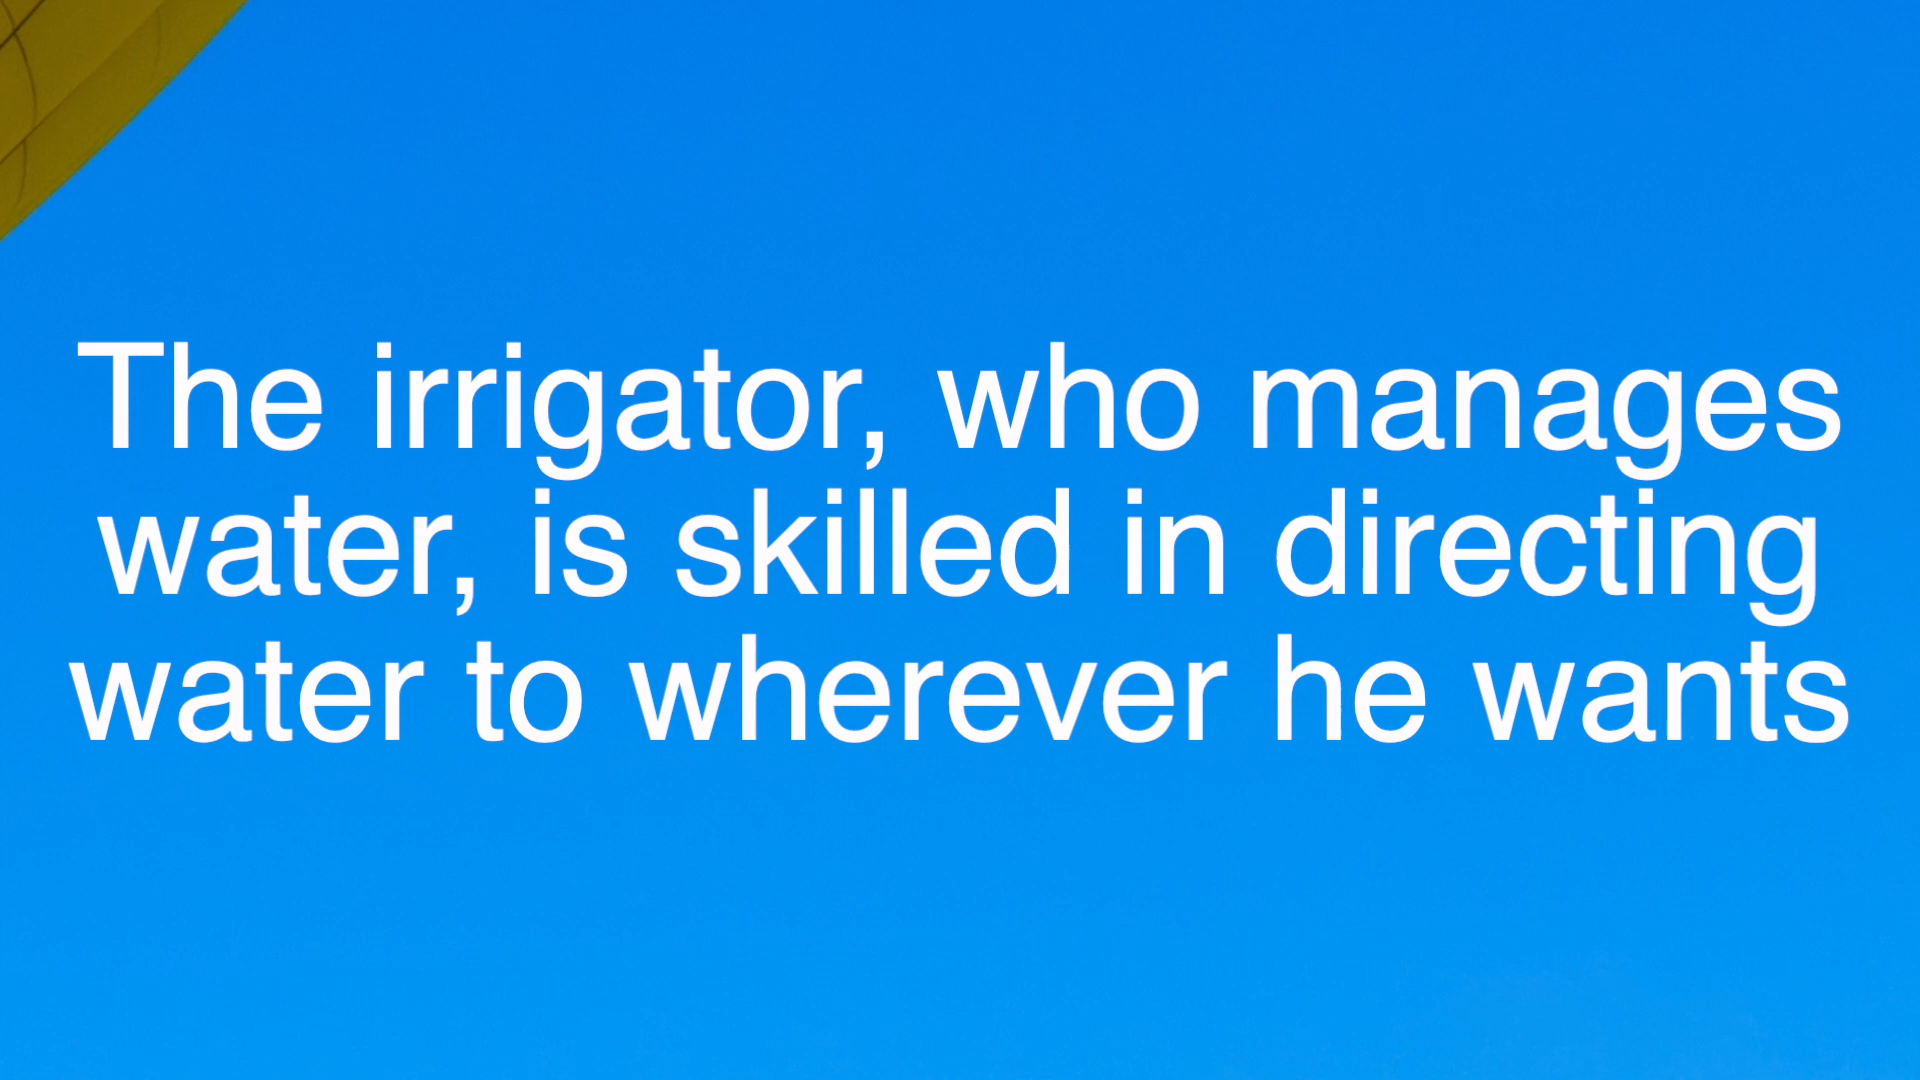 The irrigator, who manages
water, is skilled in directing
water to wherever he wants